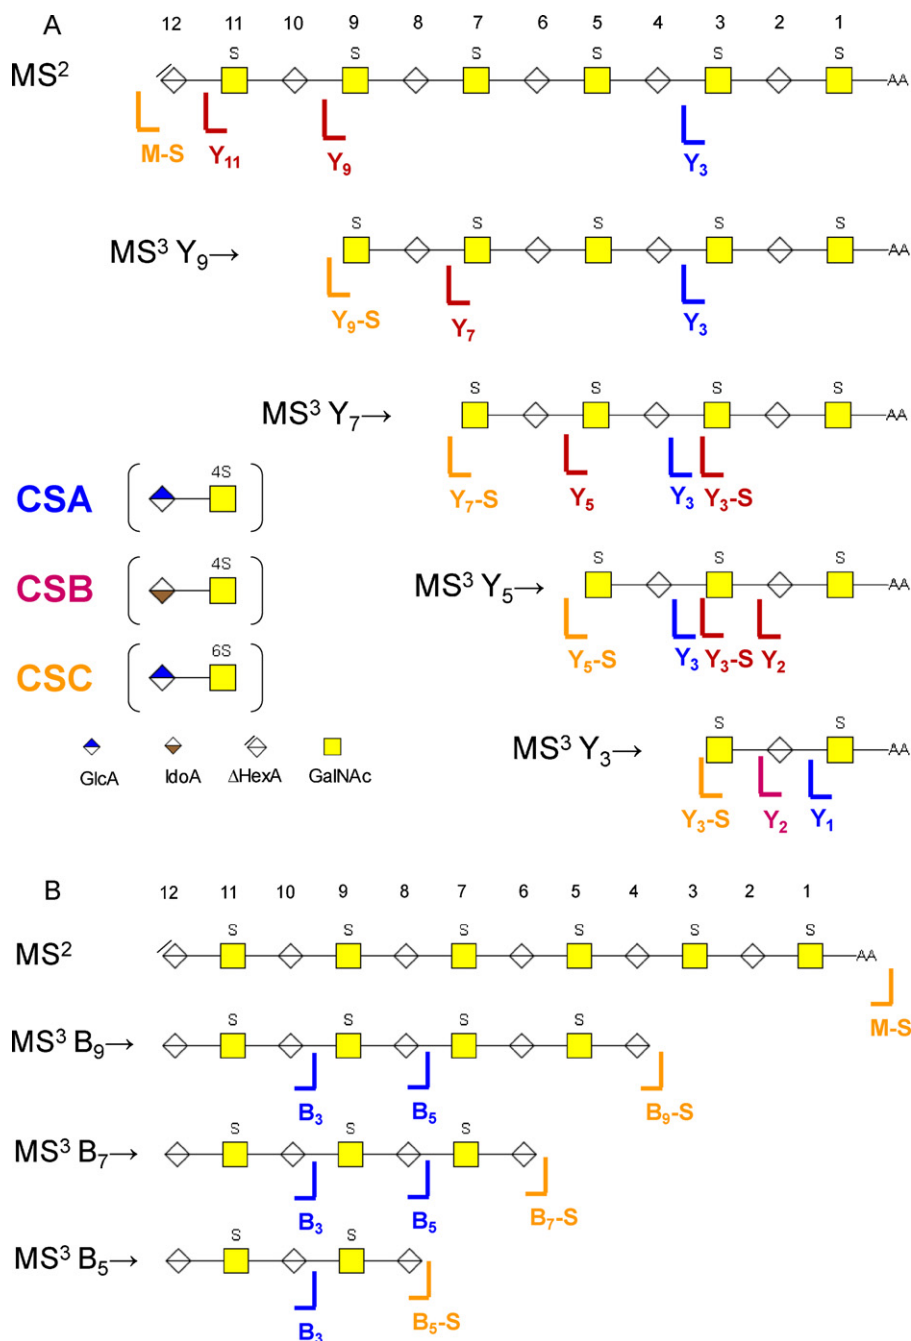 A
12 11 10 9 8 7 6 5 4 3 2 1
S S S S S S
MS² AA
M-S Y₁₁ Y₉ Y₃
S S S S S
MS³ Y₉→ AA
Y₉-S Y₇ Y₃
S S S S
MS³ Y₇→ AA
Y₇-S Y₅ Y₃ Y₃-S
4S
CSA
S S S
4S
CSB
MS³ Y₅→ AA
Y₅-S Y₃ Y₃-S Y₂
6S
CSC
S S
MS³ Y₃→ AA
GlcA IdoA ΔHexA GalNAc
Y₃-S Y₂ Y₁
B
12 11 10 9 8 7 6 5 4 3 2 1
S S S S S S
MS² AA
M-S
S S S S
MS³ B₉→
B₃ B₅ B₉-S
S S S
MS³ B₇→
B₃ B₅ B₇-S
S S
MS³ B₅→
B₃ B₅-S